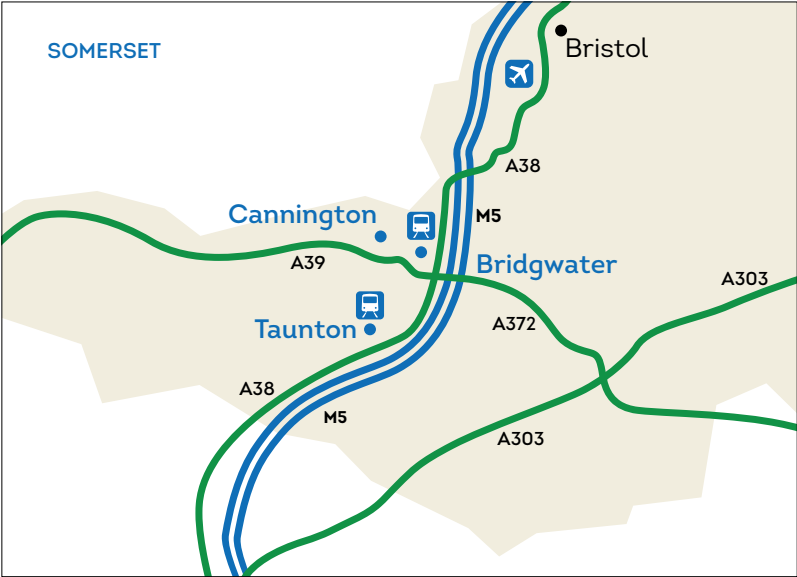 SOMERSET
Bristol
A38
Cannington
M5
A39
Bridgwater
A303
Taunton
A372
A38
M5
A303